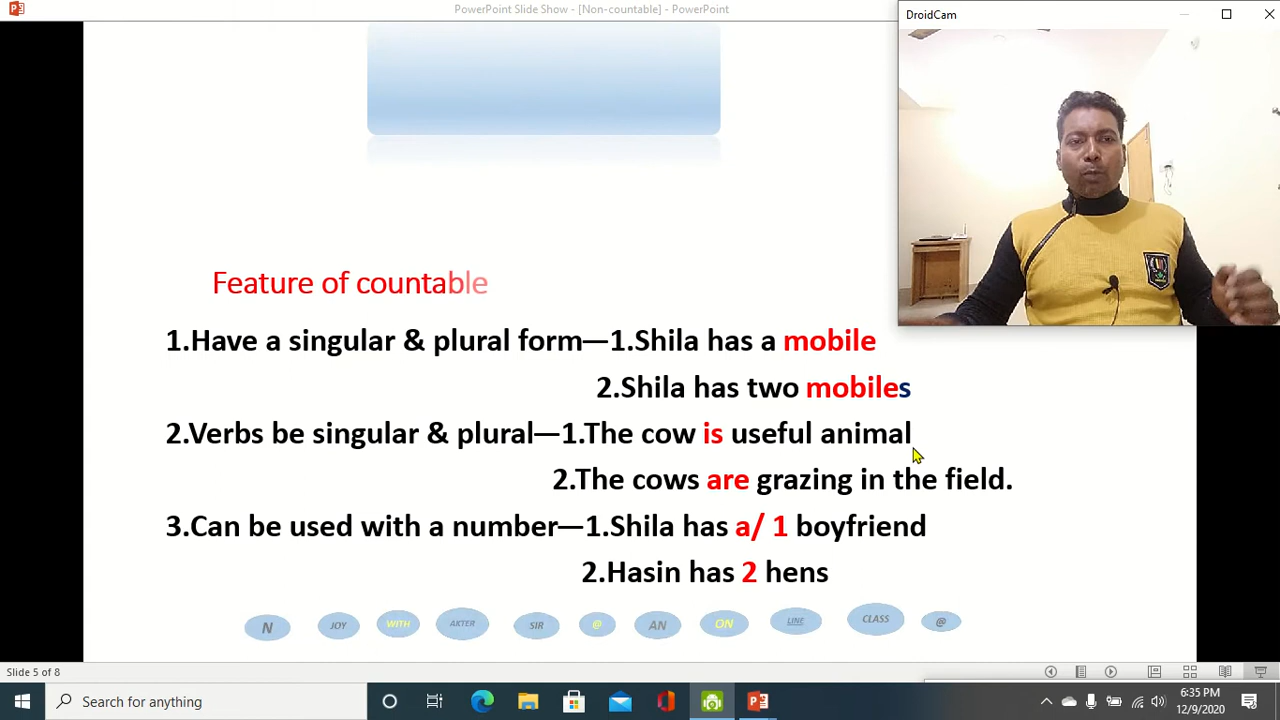 PowerPoint Slide Show - [Non-countable] - PowerPoint
DroidCam
Feature of countable
1.Have a singular & plural form—1.Shila has a mobile
2.Shila has two mobiles
2.Verbs be singular & plural—1.The cow is useful animal
2.The cows are grazing in the field.
3.Can be used with a number—1.Shila has a/ 1 boyfriend
2.Hasin has 2 hens
N JOY WITH AKTER SIR @ AN ON LINE CLASS @
Slide 5 of 8
Search for anything
6:35 PM
12/9/2020